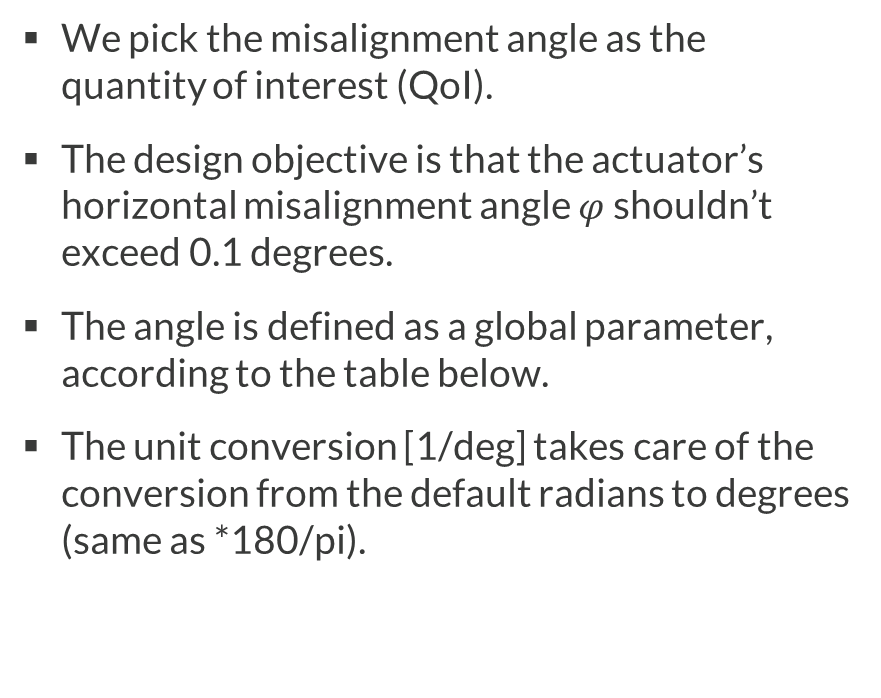 ▪ We pick the misalignment angle as the
quantity of interest (QoI).
▪ The design objective is that the actuator’s
horizontal misalignment angle φ shouldn’t
exceed 0.1 degrees.
▪ The angle is defined as a global parameter,
according to the table below.
▪ The unit conversion [1/deg] takes care of the
conversion from the default radians to degrees
(same as *180/pi).